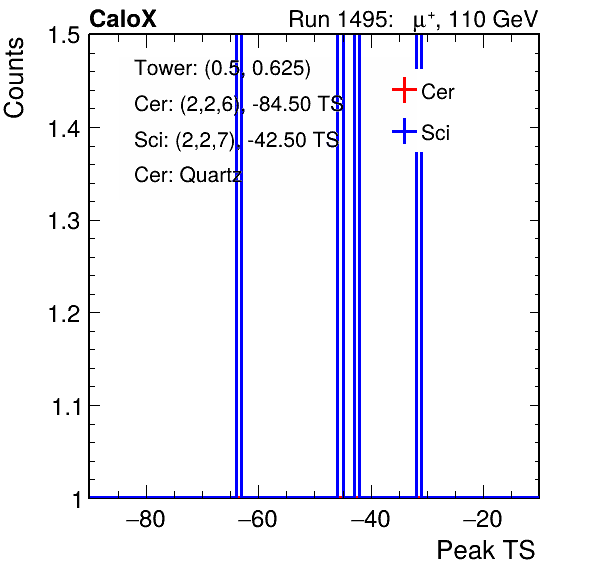 CaloX Run 1495: μ⁺, 110 GeV
Counts
1.5
1.4
1.3
1.2
1.1
1
Tower: (0.5, 0.625)
Cer: (2,2,6), -84.50 TS
Sci: (2,2,7), -42.50 TS
Cer: Quartz
Cer
Sci
−80 −60 −40 −20
Peak TS